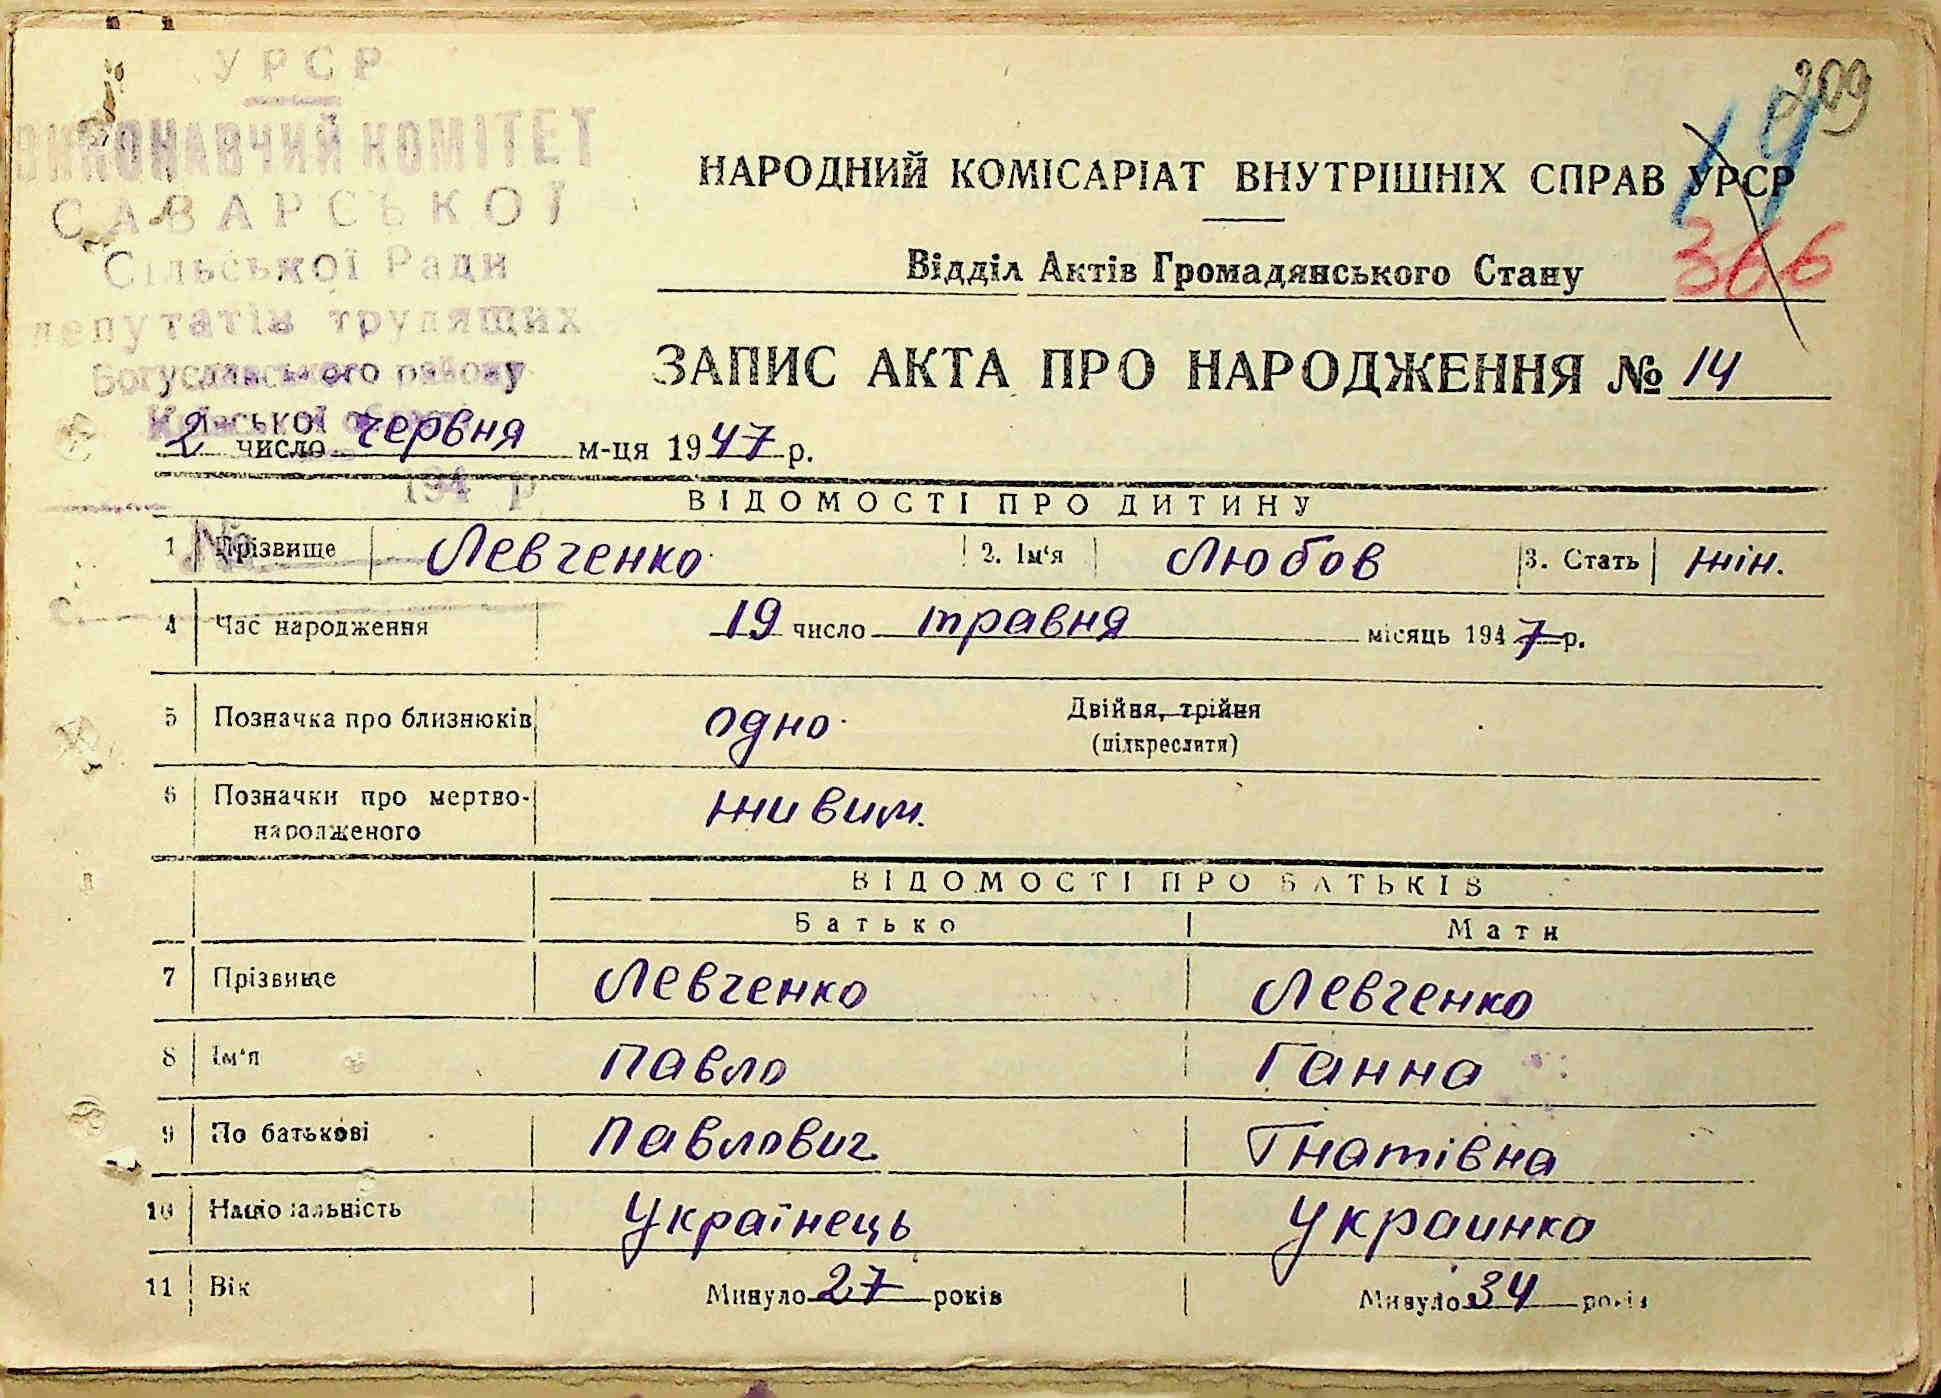 УРСР
ВИКОНАВЧИЙ КОМІТЕТ
САВАРСЬКОЇ
Сільської Ради
депутатів трудящих
Богуславського району
Київської
194 р
№
209
14
366
НАРОДНИЙ КОМІСАРІАТ ВНУТРІШНІХ СПРАВ УРСР
Відділ Актів Громадянського Стану
ЗАПИС АКТА ПРО НАРОДЖЕННЯ № 14
2 число червня м-ця 1947 р.
ВІДОМОСТІ ПРО ДИТИНУ
1 Прізвище Левченко 2. Ім‘я Любов 3. Стать жін.
4 Час народження 19 число травня місяць 1947 р.
5 Позначка про близнюків одно Двійня, трійня
(підкреслити)
6 Позначки про мертво-
народженого живим.
ВІДОМОСТІ ПРО БАТЬКІВ
Батько Мати
7 Прізвище Левченко Левченко
8 Ім‘я Павло Ганна
9 По батькові Павлович Гнатівна
10 Національність Українець Украинка
11 Вік Минуло 27 років Минуло 34 років